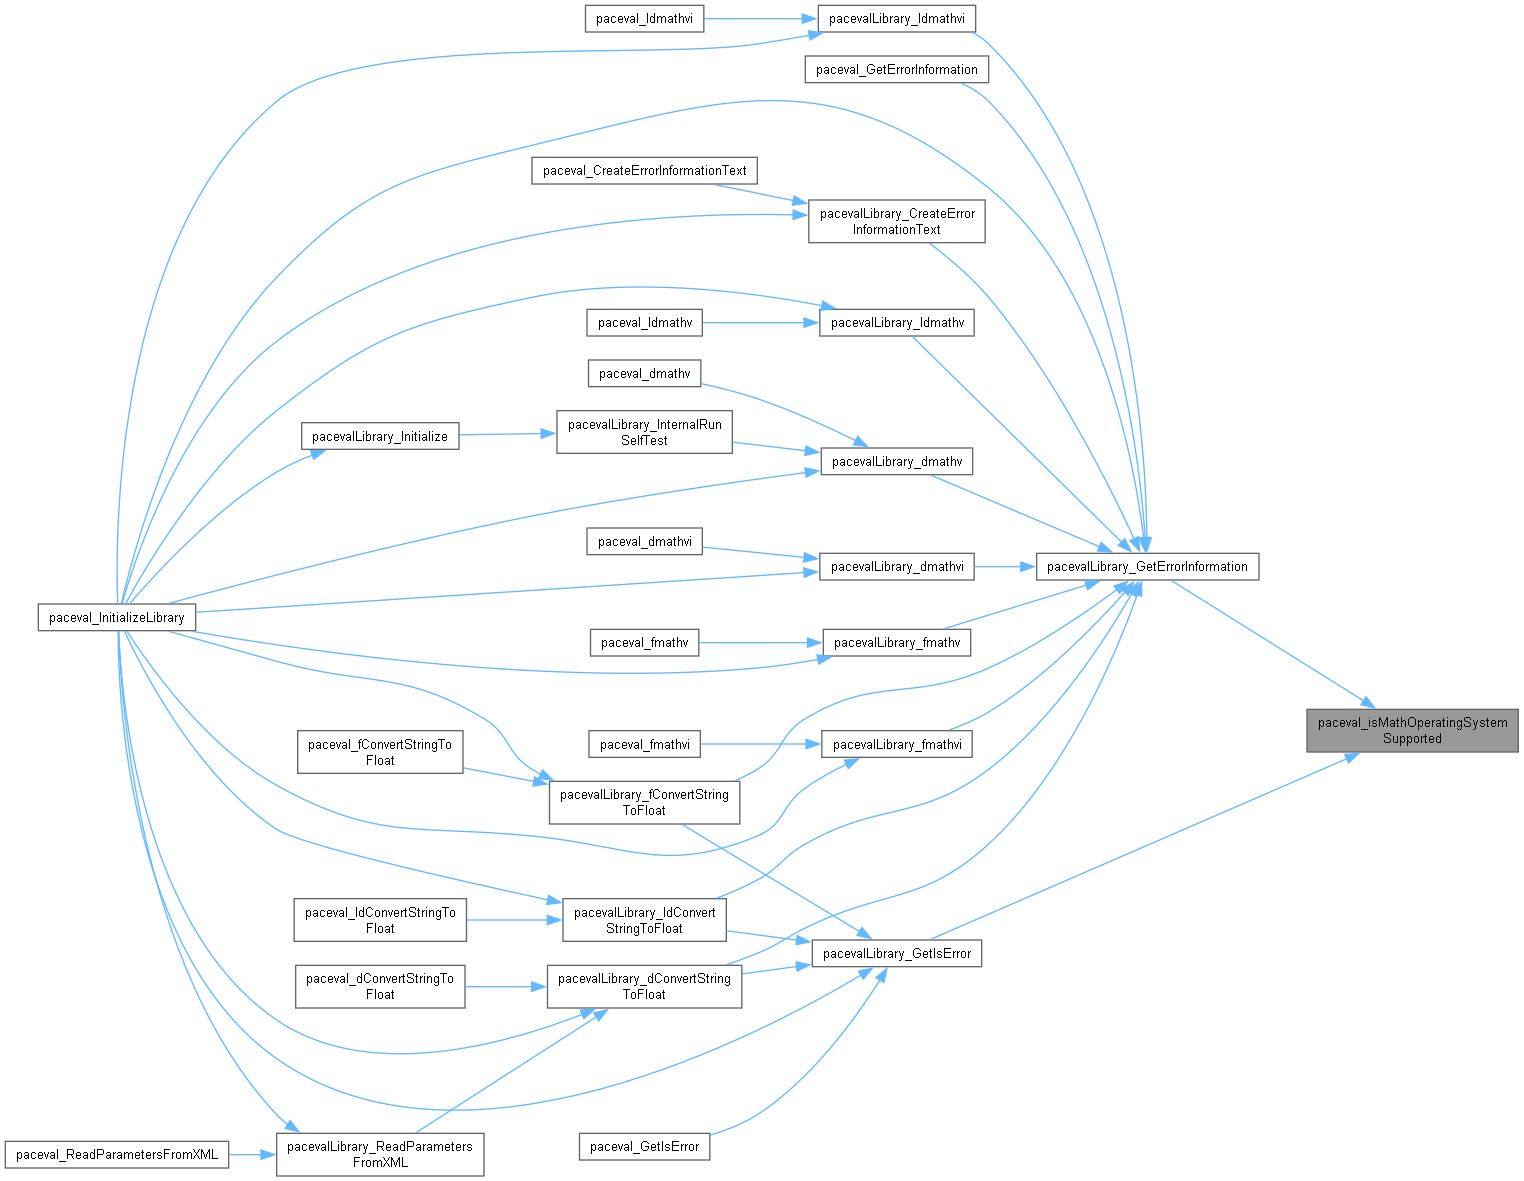 paceval_ldmathvi
pacevalLibrary_ldmathvi
paceval_GetErrorInformation
paceval_CreateErrorInformationText
pacevalLibrary_CreateError
InformationText
paceval_ldmathv
pacevalLibrary_ldmathv
paceval_dmathv
pacevalLibrary_Initialize
pacevalLibrary_InternalRun
SelfTest
pacevalLibrary_dmathv
paceval_dmathvi
pacevalLibrary_dmathvi
pacevalLibrary_GetErrorInformation
paceval_InitializeLibrary
paceval_fmathv
pacevalLibrary_fmathv
paceval_isMathOperatingSystem
Supported
paceval_fConvertStringTo
Float
paceval_fmathvi
pacevalLibrary_fmathvi
pacevalLibrary_fConvertString
ToFloat
paceval_ldConvertStringTo
Float
pacevalLibrary_ldConvert
StringToFloat
pacevalLibrary_GetIsError
paceval_dConvertStringTo
Float
pacevalLibrary_dConvertString
ToFloat
paceval_ReadParametersFromXML
pacevalLibrary_ReadParameters
FromXML
paceval_GetIsError